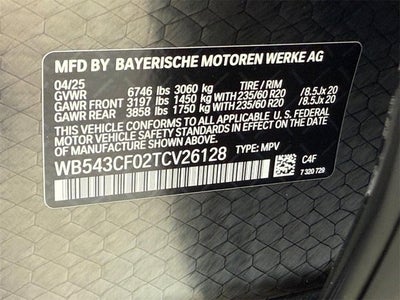 MFD BY BAYERISCHE MOTOREN WERKE AG
04/25
GVWR 6746 lbs 3060 kg TIRE / RIM
GAWR FRONT 3197 lbs 1450 kg WITH 235/60 R20 /8.5Jx 20
GAWR REAR 3858 lbs 1750 kg WITH 235/60 R20 /8.5Jx 20
THIS VEHICLE CONFORMS TO ALL APPLICABLE U.S. FEDERAL
MOTOR VEHICLE SAFETY STANDARDS IN EFFECT ON THE DATE OF
MANUFACTURE SHOWN ABOVE.
WB543CF02TCV26128 TYPE: MPV
C4F
7 320 729